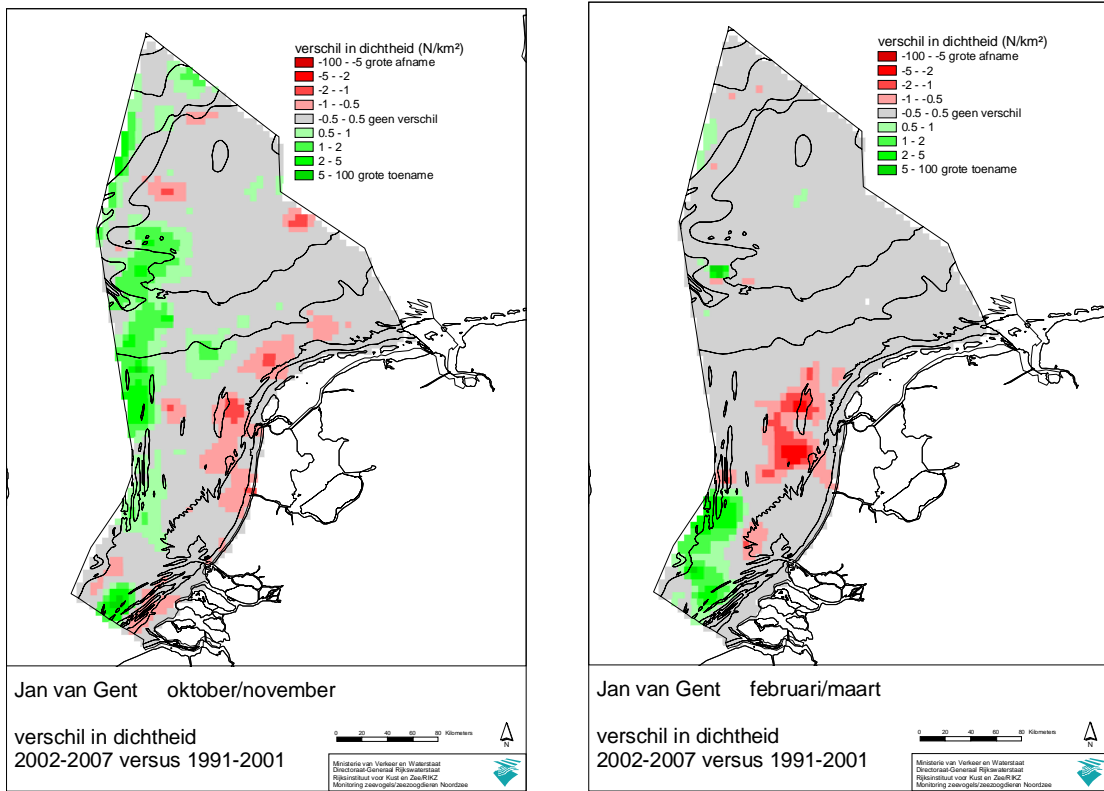 verschil in dichtheid (N/km²)
-100 - -5 grote afname
-5 - -2
-2 - -1
-1 - -0.5
-0.5 - 0.5 geen verschil
0.5 - 1
1 - 2
2 - 5
5 - 100 grote toename
Jan van Gent oktober/november
verschil in dichtheid
2002-2007 versus 1991-2001
0 20 40 60 80 Kilometers
N
Ministerie van Verkeer en Waterstaat
Directoraat-Generaal Rijkswaterstaat
Rijksinstituut voor Kust en Zee/RIKZ
Monitoring zeevogels/zeezoogdieren Noordzee
verschil in dichtheid (N/km²)
-100 - -5 grote afname
-5 - -2
-2 - -1
-1 - -0.5
-0.5 - 0.5 geen verschil
0.5 - 1
1 - 2
2 - 5
5 - 100 grote toename
Jan van Gent februari/maart
verschil in dichtheid
2002-2007 versus 1991-2001
0 20 40 60 80 Kilometers
N
Ministerie van Verkeer en Waterstaat
Directoraat-Generaal Rijkswaterstaat
Rijksinstituut voor Kust en Zee/RIKZ
Monitoring zeevogels/zeezoogdieren Noordzee